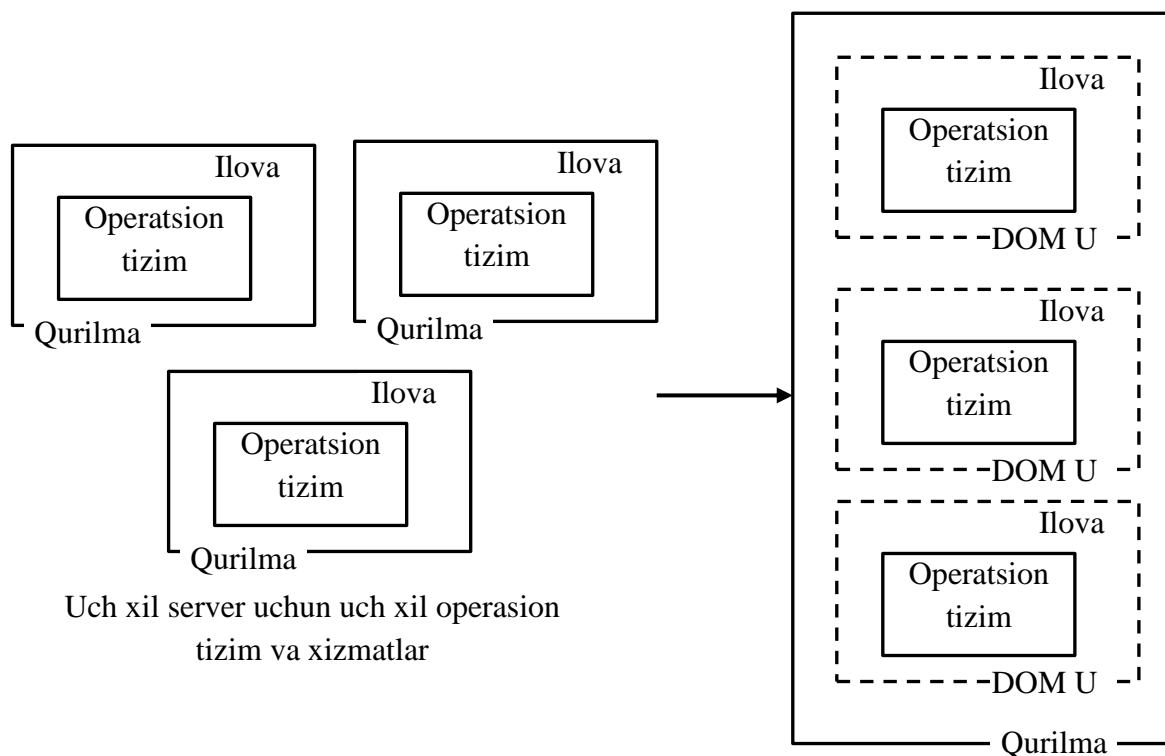 Ilova
Operatsion
tizim
Qurilma
Ilova
Operatsion
tizim
Qurilma
Ilova
Operatsion
tizim
Qurilma
Uch xil server uchun uch xil operasion
tizim va xizmatlar
Ilova
Operatsion
tizim
DOM U
Ilova
Operatsion
tizim
DOM U
Ilova
Operatsion
tizim
DOM U
Qurilma